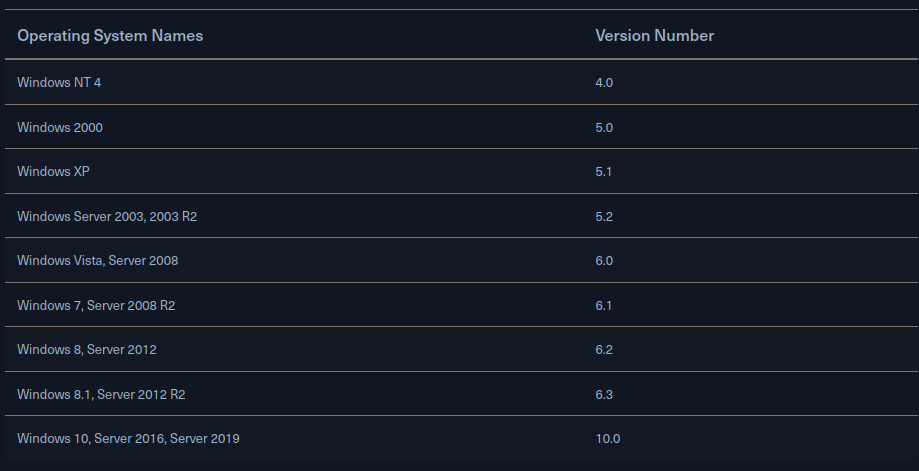 Operating System Names Version Number
Windows NT 4 4.0
Windows 2000 5.0
Windows XP 5.1
Windows Server 2003, 2003 R2 5.2
Windows Vista, Server 2008 6.0
Windows 7, Server 2008 R2 6.1
Windows 8, Server 2012 6.2
Windows 8.1, Server 2012 R2 6.3
Windows 10, Server 2016, Server 2019 10.0